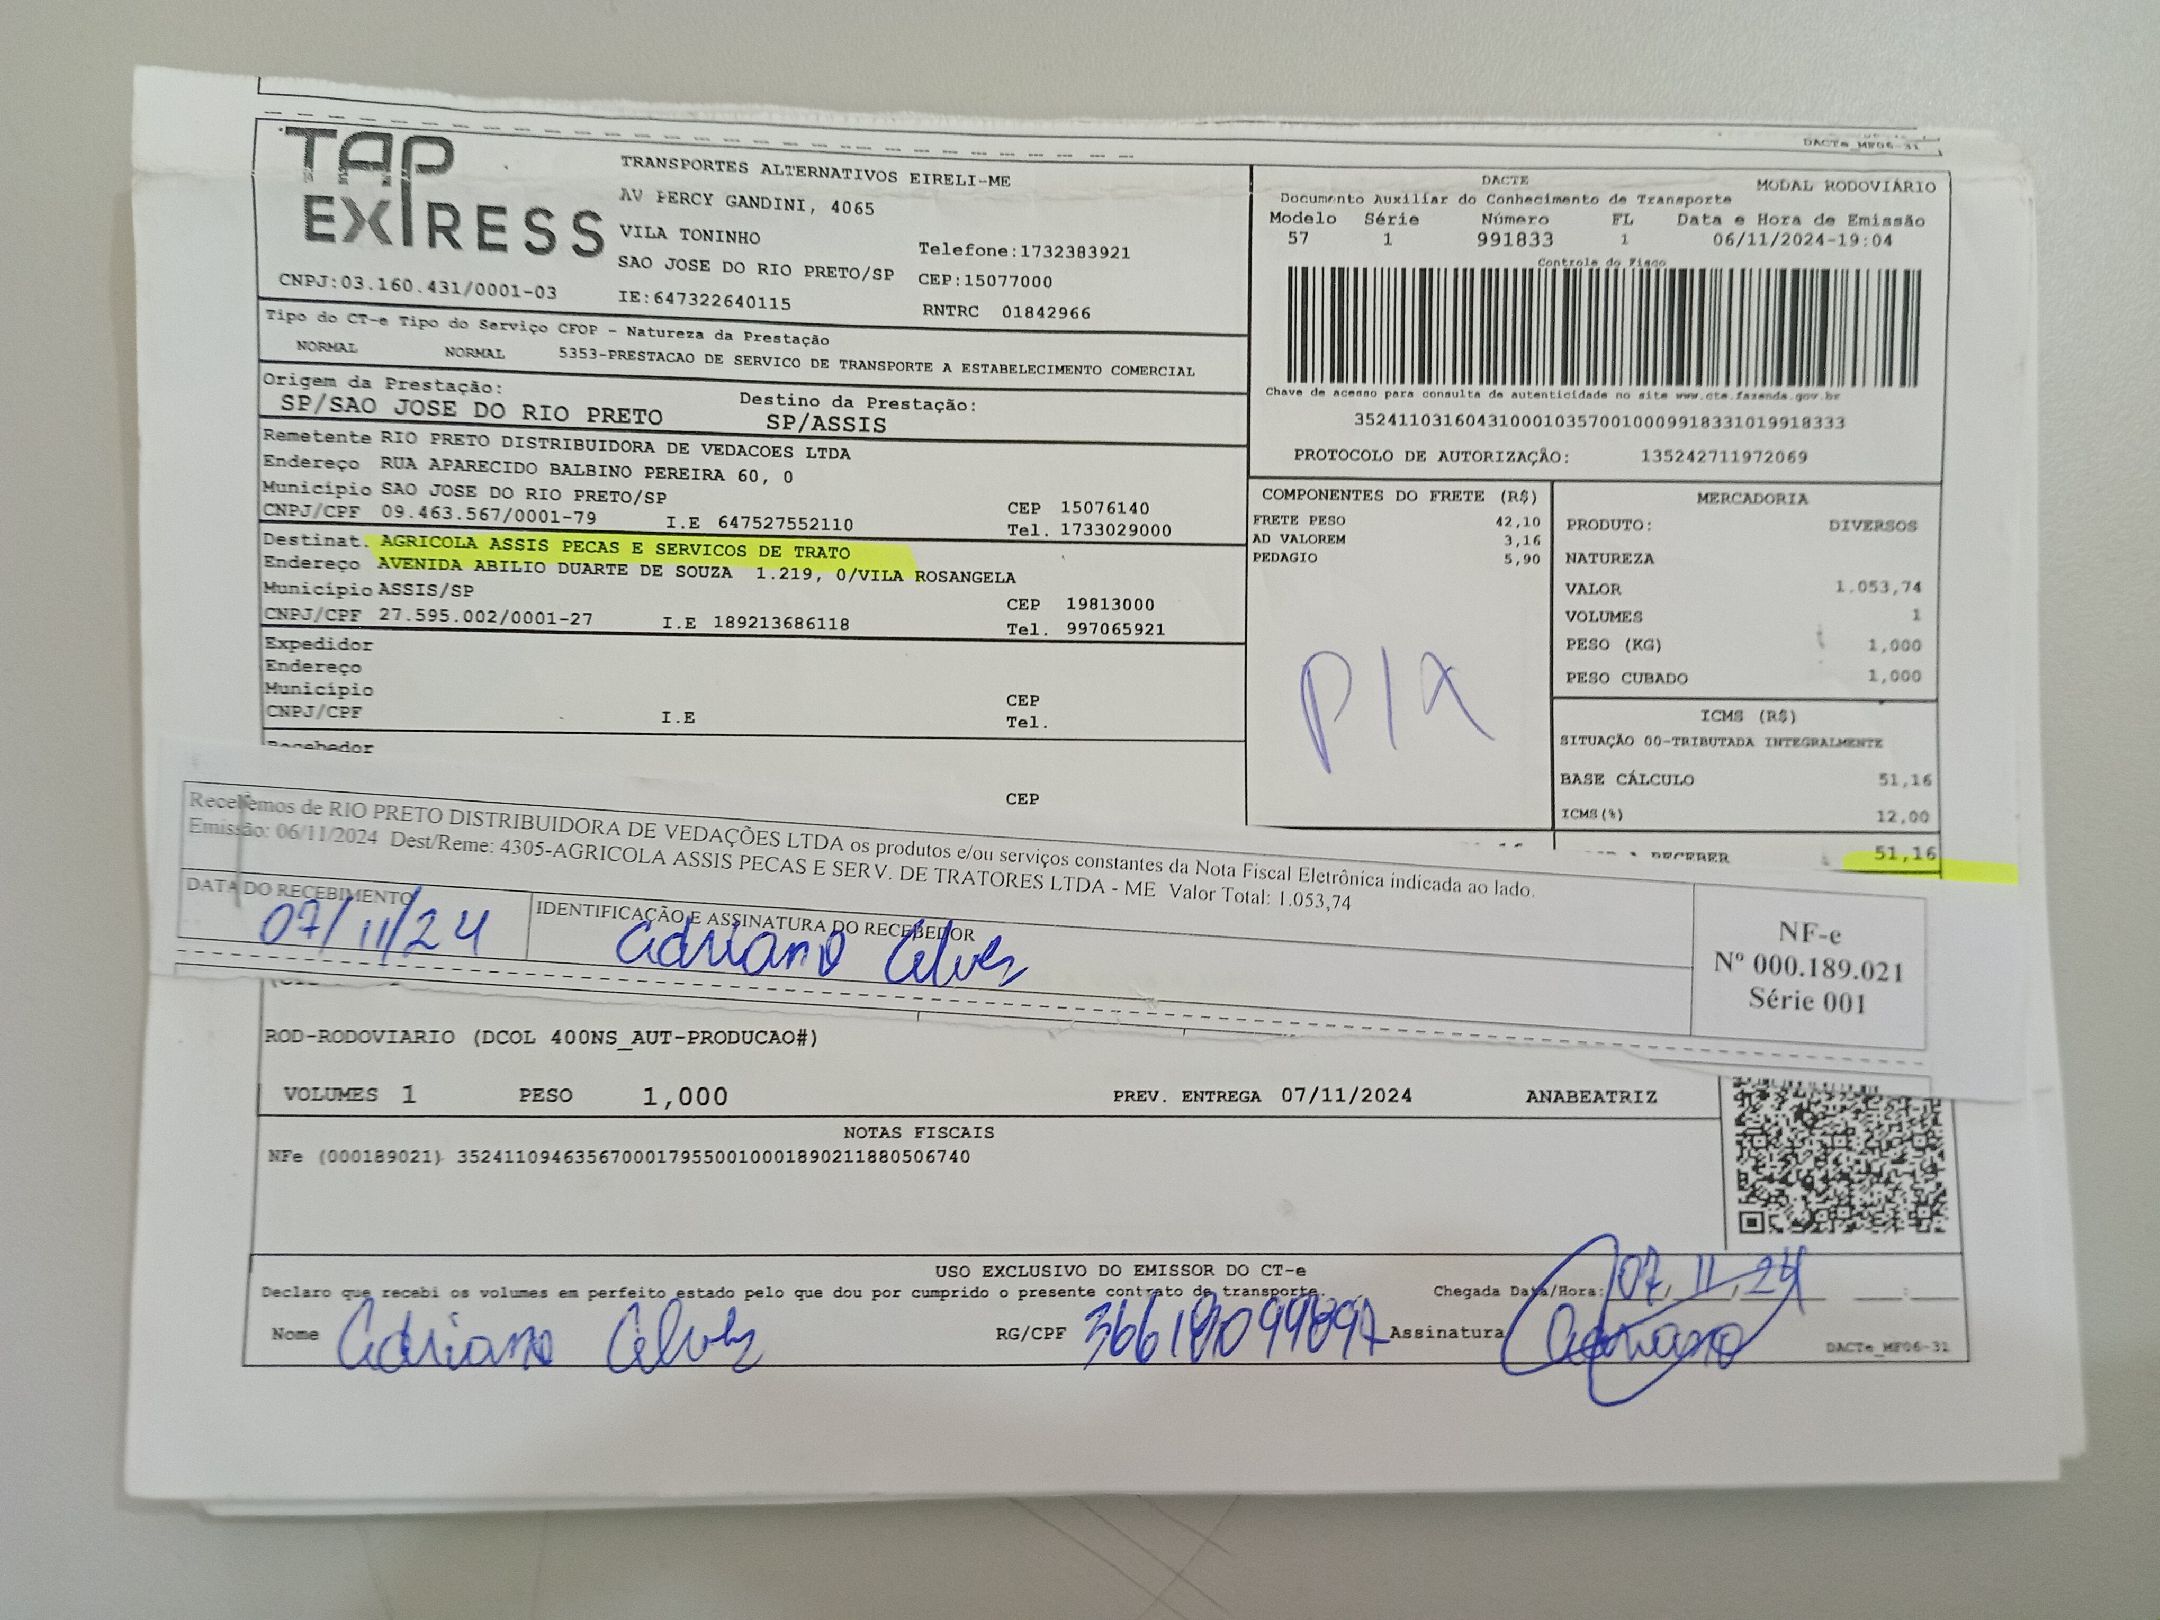 DACTe_MF06-31
TAP EXPRESS
TRANSPORTES ALTERNATIVOS EIRELI-ME
AV PERCY GANDINI, 4065
VILA TONINHO
Telefone:1732383921
SAO JOSE DO RIO PRETO/SP CEP:15077000
CNPJ:03.160.431/0001-03 IE:647322640115 RNTRC 01842966
DACTE MODAL RODOVIÁRIO
Documento Auxiliar do Conhecimento de Transporte
Modelo Série Número FL Data e Hora de Emissão
57 1 991833 1 06/11/2024-19:04
Controle do Fisco
Chave de acesso para consulta de autenticidade no site www.cte.fazenda.gov.br
35241103160431000103570010009918331019918333
PROTOCOLO DE AUTORIZAÇÃO: 135242711972069
Tipo do CT-e Tipo do Serviço CFOP - Natureza da Prestação
NORMAL NORMAL 5353-PRESTACAO DE SERVICO DE TRANSPORTE A ESTABELECIMENTO COMERCIAL
Origem da Prestação: Destino da Prestação:
SP/SAO JOSE DO RIO PRETO SP/ASSIS
Remetente RIO PRETO DISTRIBUIDORA DE VEDACOES LTDA
Endereço RUA APARECIDO BALBINO PEREIRA 60, 0
Município SAO JOSE DO RIO PRETO/SP CEP 15076140
CNPJ/CPF 09.463.567/0001-79 I.E 647527552110 Tel. 1733029000
Destinat. AGRICOLA ASSIS PECAS E SERVICOS DE TRATO
Endereço AVENIDA ABILIO DUARTE DE SOUZA 1.219, 0/VILA ROSANGELA
Município ASSIS/SP CEP 19813000
CNPJ/CPF 27.595.002/0001-27 I.E 189213686118 Tel. 997065921
Expedidor
Endereço
Município CEP
CNPJ/CPF I.E Tel.
Recebedor
CEP
COMPONENTES DO FRETE (R$)
FRETE PESO 42,10
AD VALOREM 3,16
PEDAGIO 5,90
PIX
MERCADORIA
PRODUTO: DIVERSOS
NATUREZA
VALOR 1.053,74
VOLUMES 1
PESO (KG) 1,000
PESO CUBADO 1,000
ICMS (R$)
SITUAÇÃO 00-TRIBUTADA INTEGRALMENTE
BASE CÁLCULO 51,16
ICMS(%) 12,00
A RECEBER 51,16
Recebemos de RIO PRETO DISTRIBUIDORA DE VEDAÇÕES LTDA os produtos e/ou serviços constantes da Nota Fiscal Eletrônica indicada ao lado.
Emissão: 06/11/2024 Dest/Reme: 4305-AGRICOLA ASSIS PECAS E SERV. DE TRATORES LTDA - ME Valor Total: 1.053,74
DATA DO RECEBIMENTO IDENTIFICAÇÃO E ASSINATURA DO RECEBEDOR
07/11/24 Adriano Alves
NF-e
Nº 000.189.021
Série 001
ROD-RODOVIARIO (DCOL 400NS_AUT-PRODUCAO#)
VOLUMES 1 PESO 1,000 PREV. ENTREGA 07/11/2024 ANABEATRIZ
NOTAS FISCAIS
NFe (000189021) 35241109463567000179550010001890211880506740
USO EXCLUSIVO DO EMISSOR DO CT-e
Declaro que recebi os volumes em perfeito estado pelo que dou por cumprido o presente contrato de transporte. Chegada Data/Hora: 07/11/24
Nome Adriano Alves RG/CPF Assinatura Adriano
DACTe_MF06-31